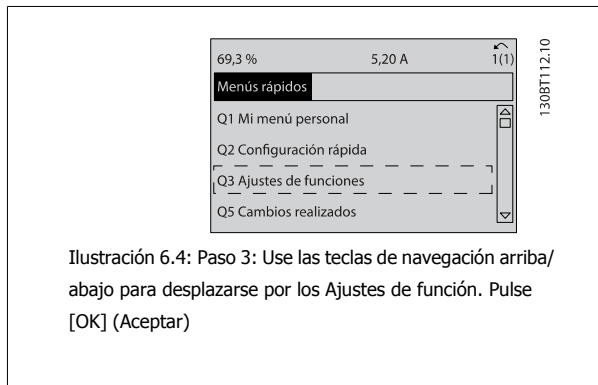 69,3 % 5,20 A 1(1)
Menús rápidos
Q1 Mi menú personal
Q2 Configuración rápida
Q3 Ajustes de funciones
Q5 Cambios realizados
130BT112.10
Ilustración 6.4: Paso 3: Use las teclas de navegación arriba/
abajo para desplazarse por los Ajustes de función. Pulse
[OK] (Aceptar)